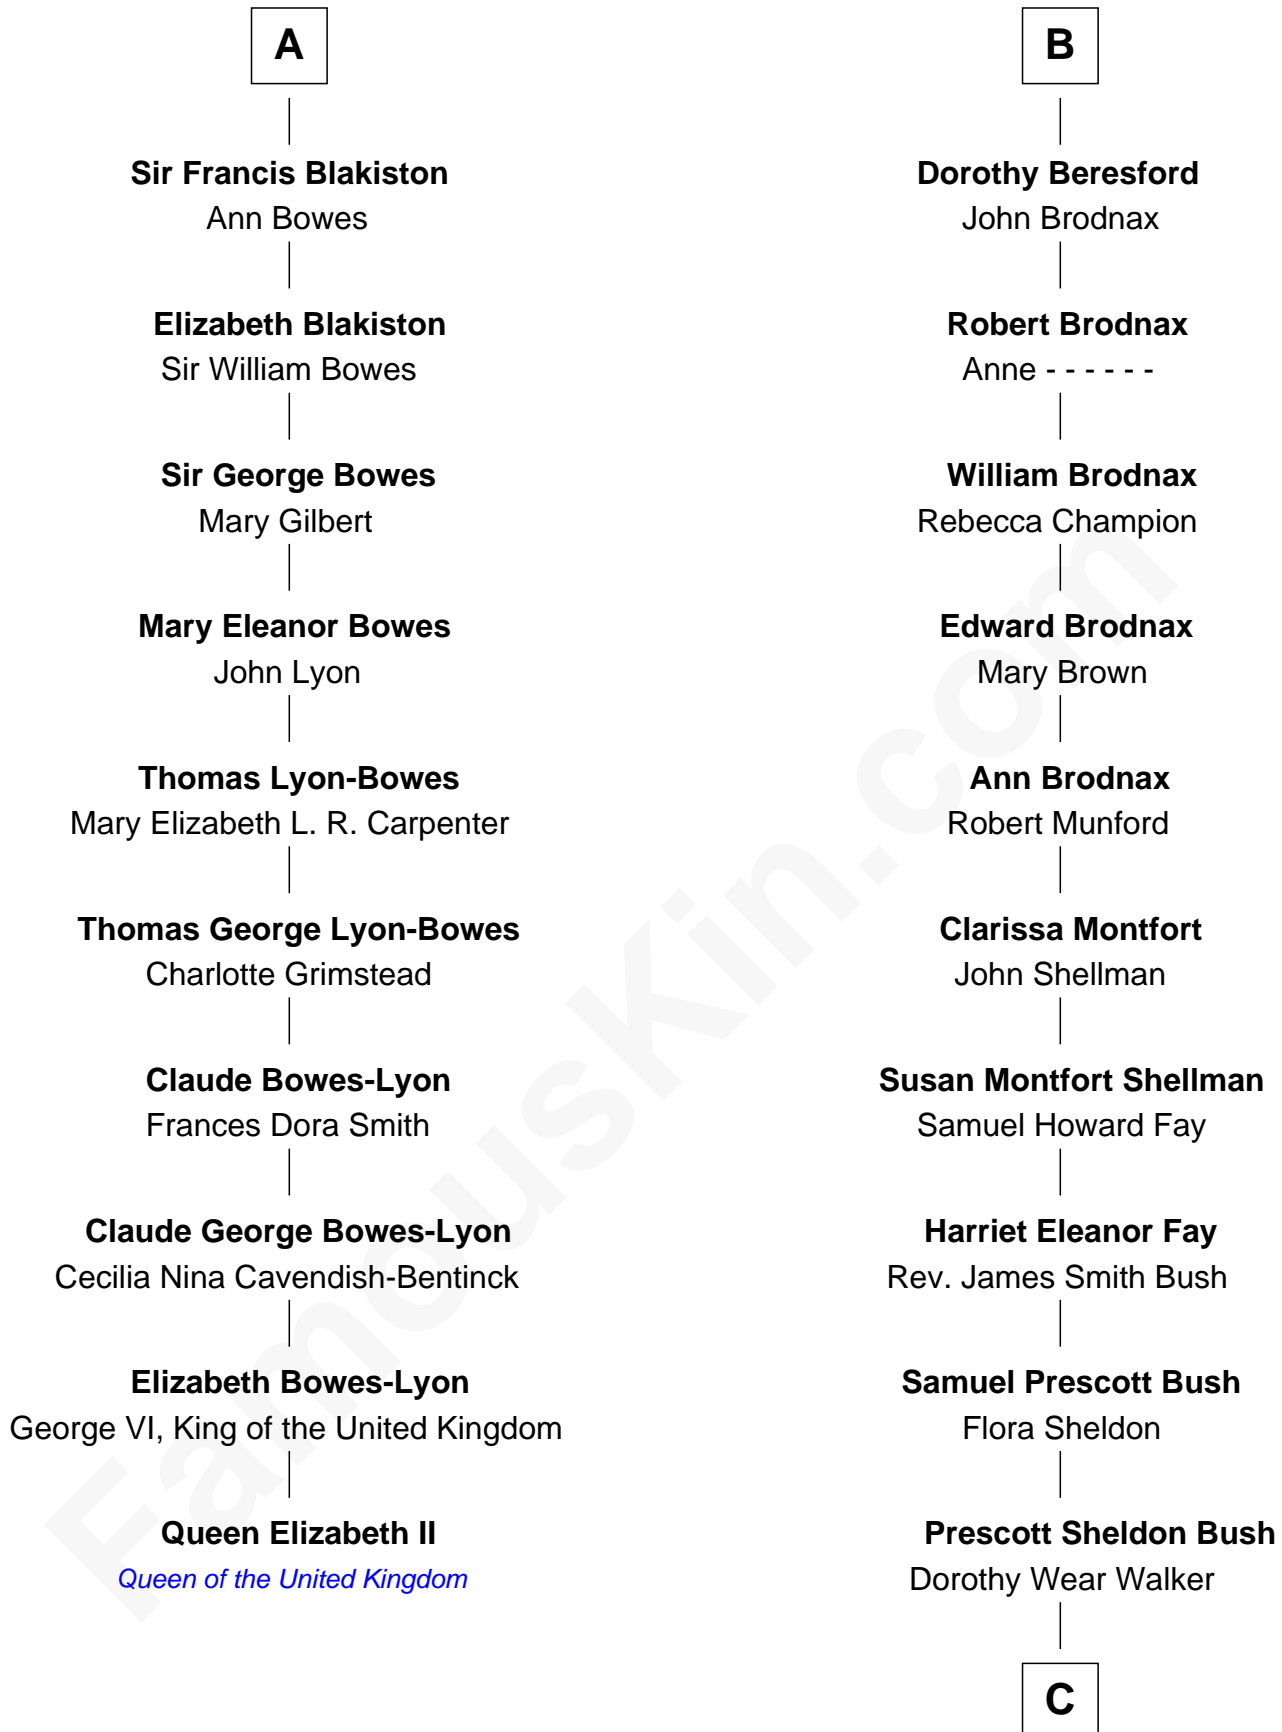 A
Sir Francis Blakiston
Ann Bowes
Elizabeth Blakiston
Sir William Bowes
Sir George Bowes
Mary Gilbert
Mary Eleanor Bowes
John Lyon
Thomas Lyon-Bowes
Mary Elizabeth L. R. Carpenter
Thomas George Lyon-Bowes
Charlotte Grimstead
Claude Bowes-Lyon
Frances Dora Smith
Claude George Bowes-Lyon
Cecilia Nina Cavendish-Bentinck
Elizabeth Bowes-Lyon
George VI, King of the United Kingdom
Queen Elizabeth II
Queen of the United Kingdom
B
Dorothy Beresford
John Brodnax
Robert Brodnax
Anne - - - - - -
William Brodnax
Rebecca Champion
Edward Brodnax
Mary Brown
Ann Brodnax
Robert Munford
Clarissa Montfort
John Shellman
Susan Montfort Shellman
Samuel Howard Fay
Harriet Eleanor Fay
Rev. James Smith Bush
Samuel Prescott Bush
Flora Sheldon
Prescott Sheldon Bush
Dorothy Wear Walker
C
FamousKin.com